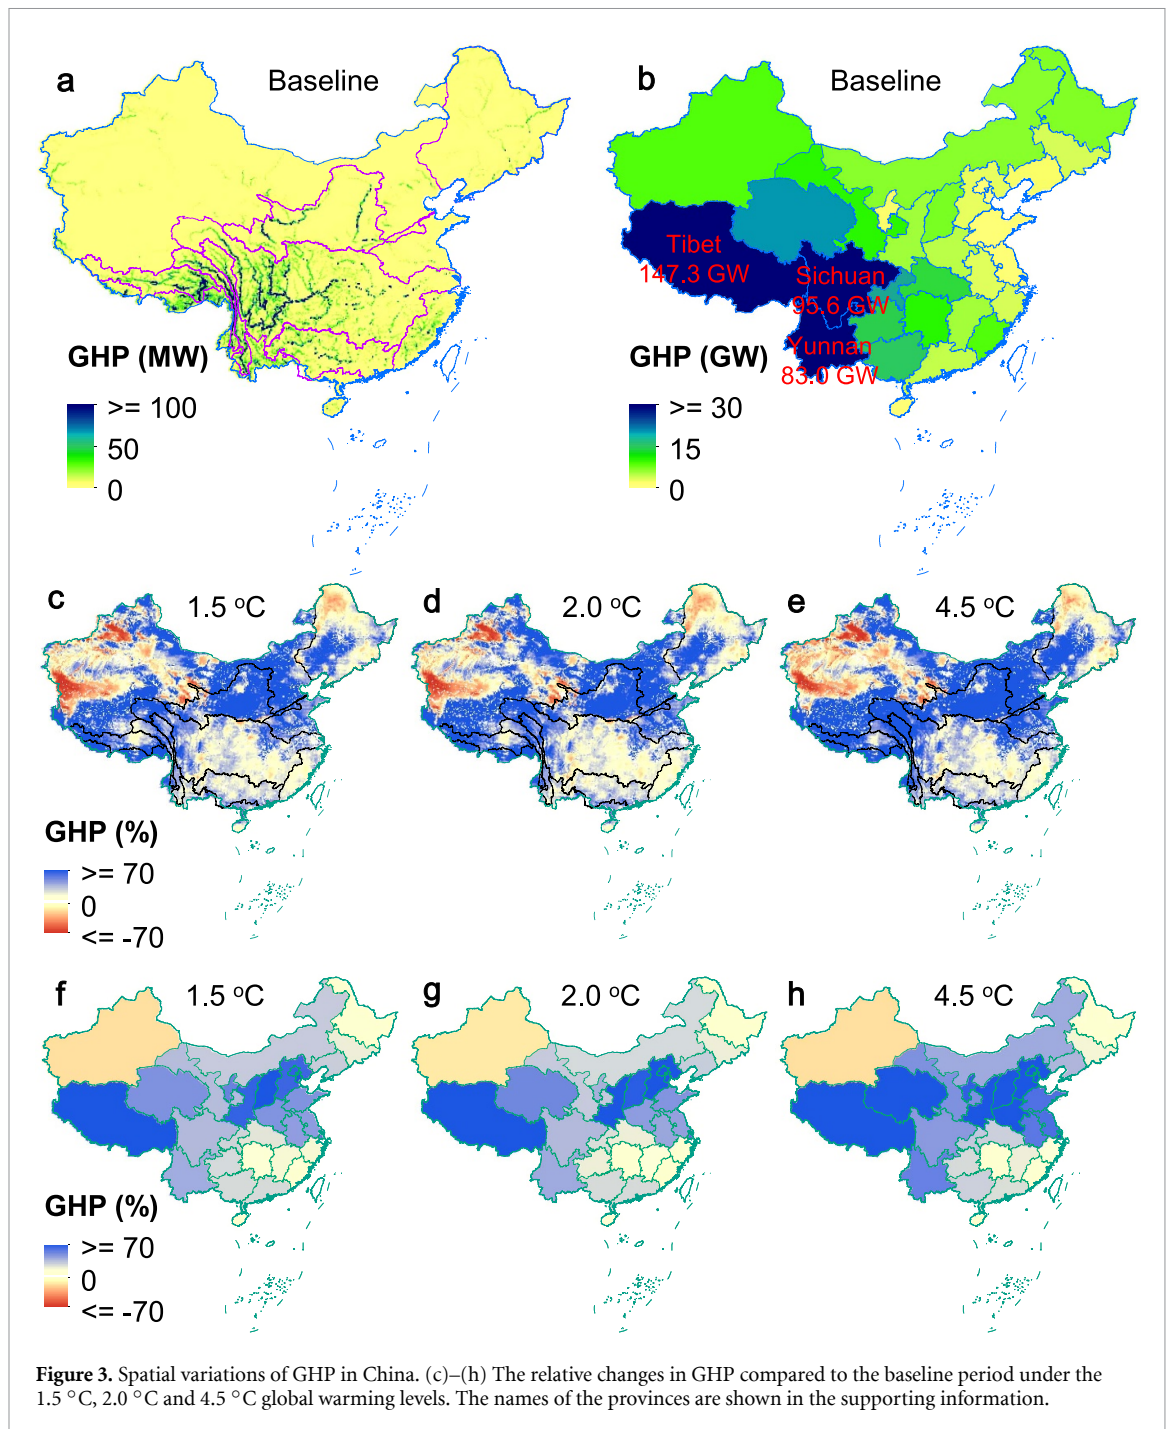 a
Baseline
GHP (MW)
>= 100
50
0
b
Baseline
Tibet
147.3 GW
Sichuan
95.6 GW
Yunnan
83.0 GW
GHP (GW)
>= 30
15
0
c
1.5 °C
d
2.0 °C
e
4.5 °C
GHP (%)
>= 70
0
<= -70
f
1.5 °C
g
2.0 °C
h
4.5 °C
GHP (%)
>= 70
0
<= -70
Figure 3. Spatial variations of GHP in China. (c)–(h) The relative changes in GHP compared to the baseline period under the
1.5 °C, 2.0 °C and 4.5 °C global warming levels. The names of the provinces are shown in the supporting information.